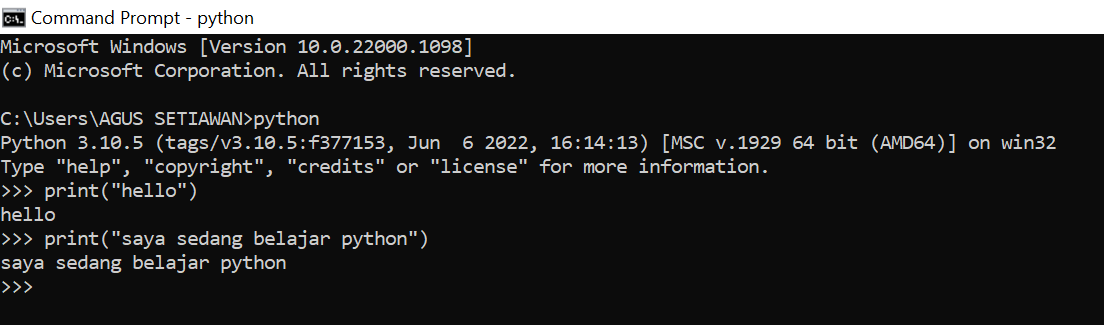 Command Prompt - python
Microsoft Windows [Version 10.0.22000.1098]
(c) Microsoft Corporation. All rights reserved.
C:\Users\AGUS SETIAWAN>python
Python 3.10.5 (tags/v3.10.5:f377153, Jun  6 2022, 16:14:13) [MSC v.1929 64 bit (AMD64)] on win32
Type "help", "copyright", "credits" or "license" for more information.
>>> print("hello")
hello
>>> print("saya sedang belajar python")
saya sedang belajar python
>>>